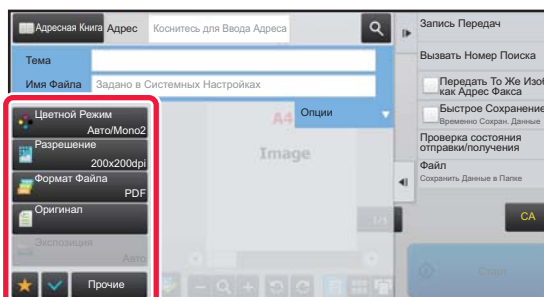 Адресная Книга
Адрес
Коснитесь для Ввода Адреса
Тема
Имя Файла
Задано в Системных Настройках
Цветной Режим
Авто/Mono2
Разрешение
200x200dpi
Формат Файла
PDF
Оригинал
Экспозиция
Авто
Прочие
A4
Опции
Image
1/5
Запись Передач
Вызвать Номер Поиска
Передать То Же Изоб
как Адрес Факса
Быстрое Сохранение
Временно Сохран. Данные
Проверка состояния
отправки/получения
Файл
Сохранить Данные в Папке
CA
Старт